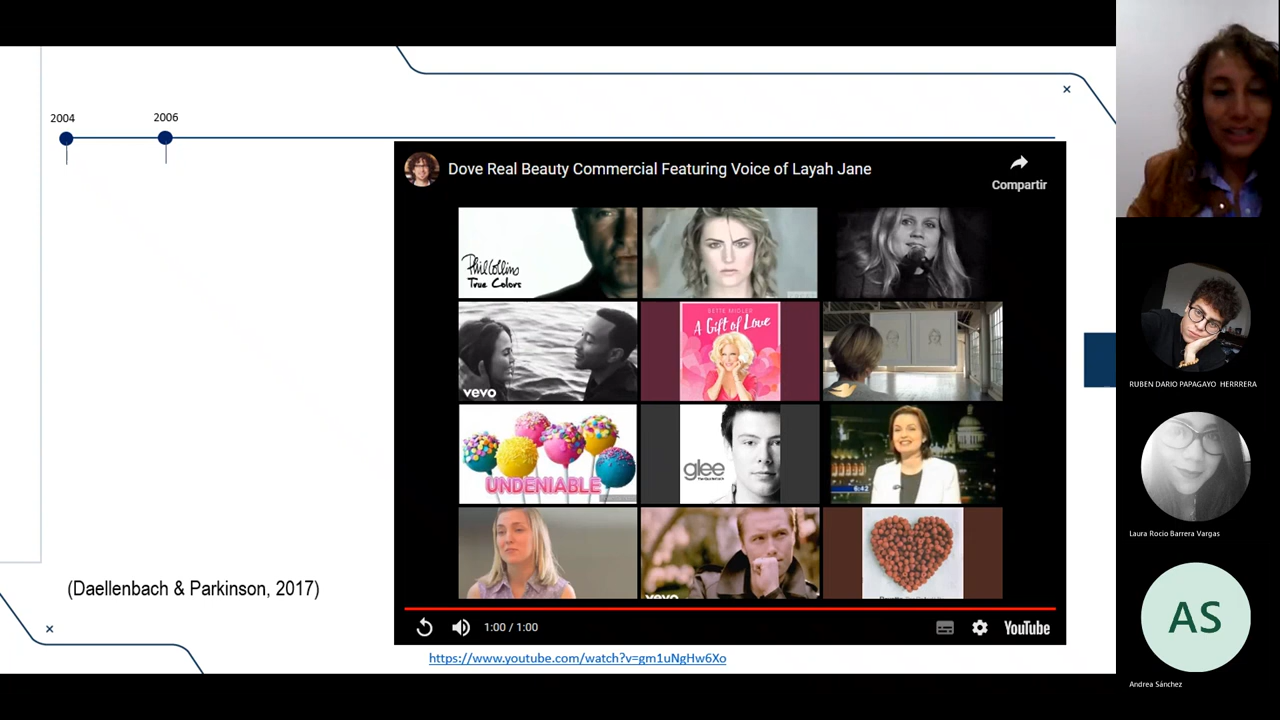 2004
2006
Dove Real Beauty Commercial Featuring Voice of Layah Jane
Compartir
Phil Collins
True Colors
vevo
BETTE MIDLER
A Gift of Love
UNDENIABLE
glee
6:42
vevo
1:00 / 1:00
YouTube
https://www.youtube.com/watch?v=gm1uNgHw6Xo
(Daellenbach & Parkinson, 2017)
RUBEN DARIO PAPAGAYO HERRRERA
Laura Rocio Barrera Vargas
AS
Andrea Sánchez